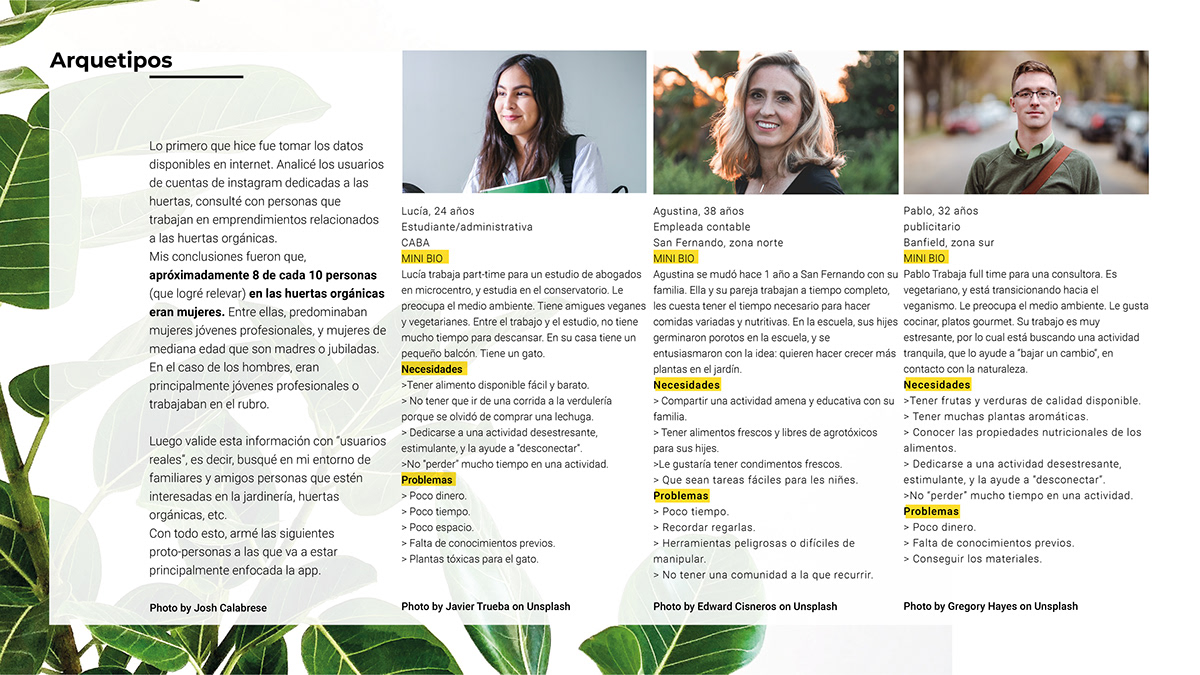 Arquetipos
Lo primero que hice fue tomar los datos
disponibles en internet. Analicé los usuarios
de cuentas de instagram dedicadas a las
huertas, consulté con personas que
trabajan en emprendimientos relacionados
a las huertas orgánicas.
Mis conclusiones fueron que,
apróximadamente 8 de cada 10 personas
(que logré relevar) en las huertas orgánicas
eran mujeres. Entre ellas, predominaban
mujeres jóvenes profesionales, y mujeres de
mediana edad que son madres o jubiladas.
En el caso de los hombres, eran
principalmente jóvenes profesionales o
trabajaban en el rubro.
Luego valide esta información con “usuarios
reales”, es decir, busqué en mi entorno de
familiares y amigos personas que estén
interesadas en la jardinería, huertas
orgánicas, etc.
Con todo esto, armé las siguientes
proto-personas a las que va a estar
principalmente enfocada la app.
Photo by Josh Calabrese
Lucía, 24 años
Estudiante/administrativa
CABA
MINI BIO
Lucía trabaja part-time para un estudio de abogados
en microcentro, y estudia en el conservatorio. Le
preocupa el medio ambiente. Tiene amigues veganes
y vegetarianes. Entre el trabajo y el estudio, no tiene
mucho tiempo para descansar. En su casa tiene un
pequeño balcón. Tiene un gato.
Necesidades
>Tener alimento disponible fácil y barato.
> No tener que ir de una corrida a la verdulería
porque se olvidó de comprar una lechuga.
> Dedicarse a una actividad desestresante,
estimulante, y la ayude a “desconectar”.
>No “perder” mucho tiempo en una actividad.
Problemas
> Poco dinero.
> Poco tiempo.
> Poco espacio.
> Falta de conocimientos previos.
> Plantas tóxicas para el gato.
Photo by Javier Trueba on Unsplash
Agustina, 38 años
Empleada contable
San Fernando, zona norte
MINI BIO
Agustina se mudó hace 1 año a San Fernando con su
familia. Ella y su pareja trabajan a tiempo completo,
les cuesta tener el tiempo necesario para hacer
comidas variadas y nutritivas. En la escuela, sus hijes
germinaron porotos en la escuela, y se
entusiasmaron con la idea: quieren hacer crecer más
plantas en el jardín.
Necesidades
> Compartir una actividad amena y educativa con su
familia.
> Tener alimentos frescos y libres de agrotóxicos
para sus hijes.
>Le gustaría tener condimentos frescos.
> Que sean tareas fáciles para les niñes.
Problemas
> Poco tiempo.
> Recordar regarlas.
> Herramientas peligrosas o difíciles de
manipular.
> No tener una comunidad a la que recurrir.
Photo by Edward Cisneros on Unsplash
Pablo, 32 años
publicitario
Banfield, zona sur
MINI BIO
Pablo Trabaja full time para una consultora. Es
vegetariano, y está transicionando hacia el
veganismo. Le preocupa el medio ambiente. Le gusta
cocinar, platos gourmet. Su trabajo es muy
estresante, por lo cual está buscando una actividad
tranquila, que lo ayude a “bajar un cambio”, en
contacto con la naturaleza.
Necesidades
>Tener frutas y verduras de calidad disponible.
> Tener muchas plantas aromáticas.
> Conocer las propiedades nutricionales de los
alimentos.
> Dedicarse a una actividad desestresante,
estimulante, y la ayude a “desconectar”.
>No “perder” mucho tiempo en una actividad.
Problemas
> Poco dinero.
> Falta de conocimientos previos.
> Conseguir los materiales.
Photo by Gregory Hayes on Unsplash